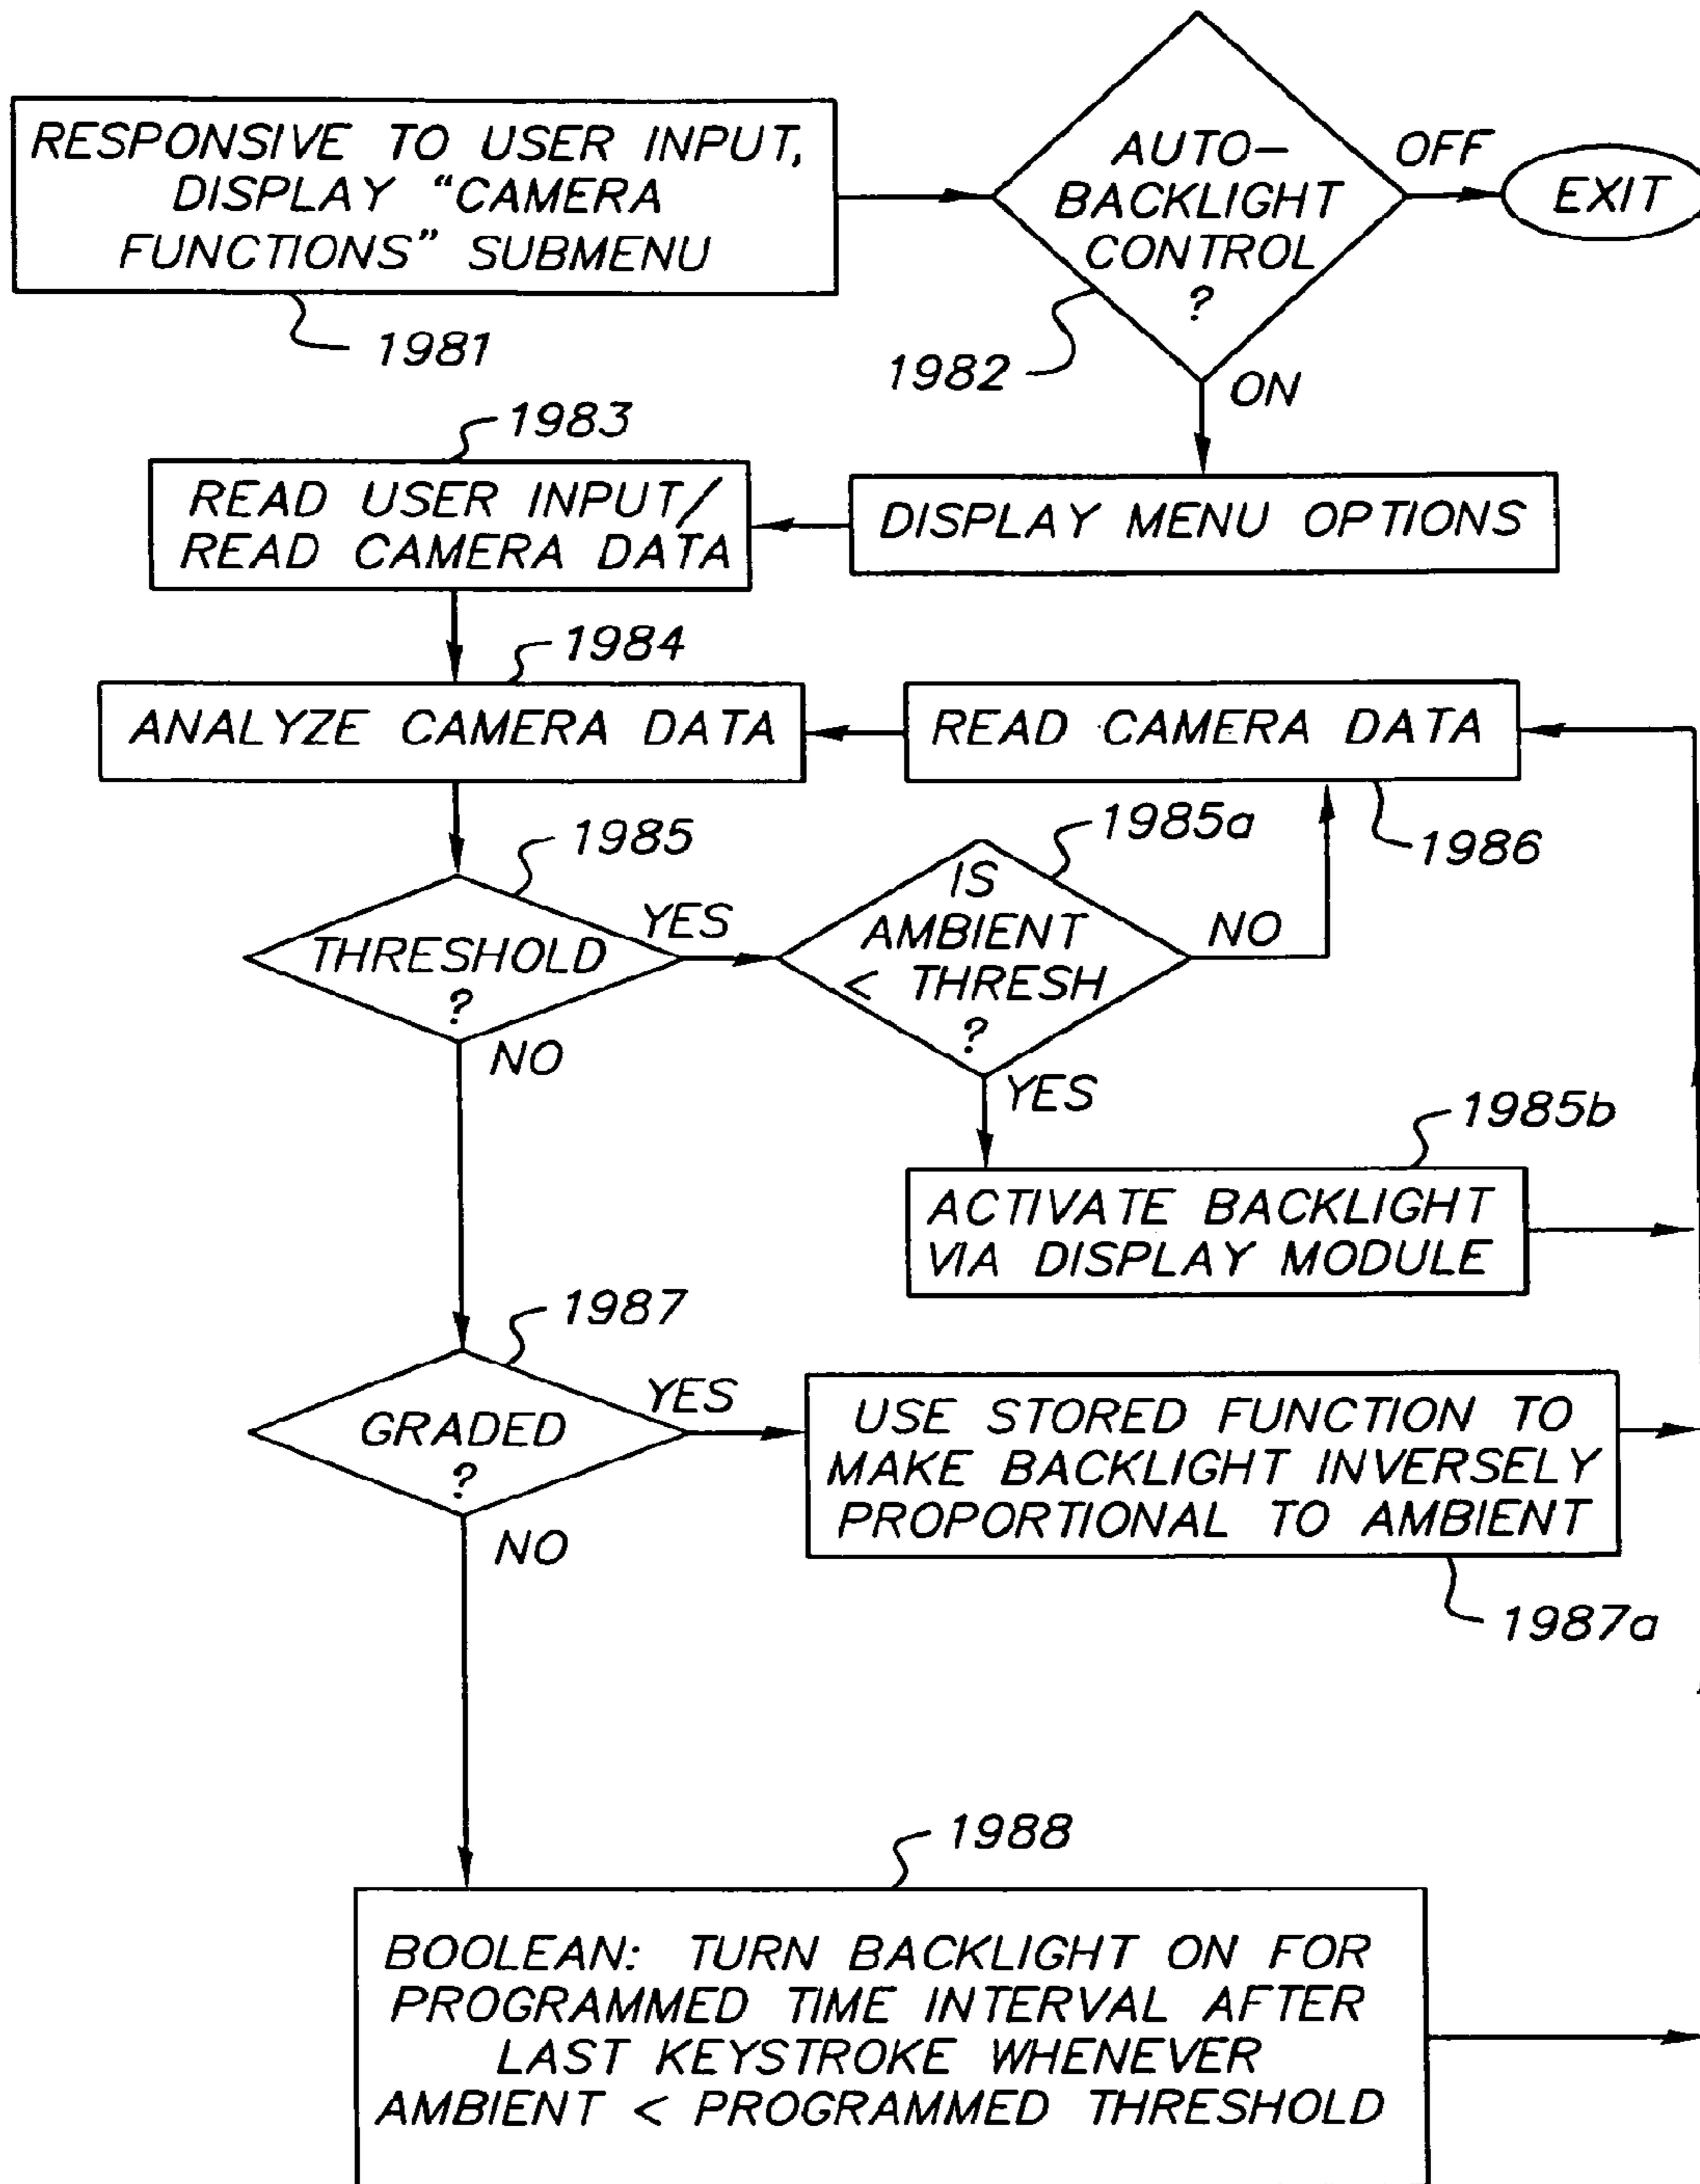 RESPONSIVE TO USER INPUT,
DISPLAY “CAMERA
FUNCTIONS” SUBMENU
1981
AUTO-
BACKLIGHT
CONTROL
?
1982
OFF
EXIT
ON
DISPLAY MENU OPTIONS
1983
READ USER INPUT/
READ CAMERA DATA
1984
ANALYZE CAMERA DATA
READ CAMERA DATA
1986
1985
THRESHOLD
?
YES
NO
1985a
IS
AMBIENT
< THRESH
?
NO
YES
1985b
ACTIVATE BACKLIGHT
VIA DISPLAY MODULE
1987
GRADED
?
YES
NO
USE STORED FUNCTION TO
MAKE BACKLIGHT INVERSELY
PROPORTIONAL TO AMBIENT
1987a
1988
BOOLEAN: TURN BACKLIGHT ON FOR
PROGRAMMED TIME INTERVAL AFTER
LAST KEYSTROKE WHENEVER
AMBIENT < PROGRAMMED THRESHOLD